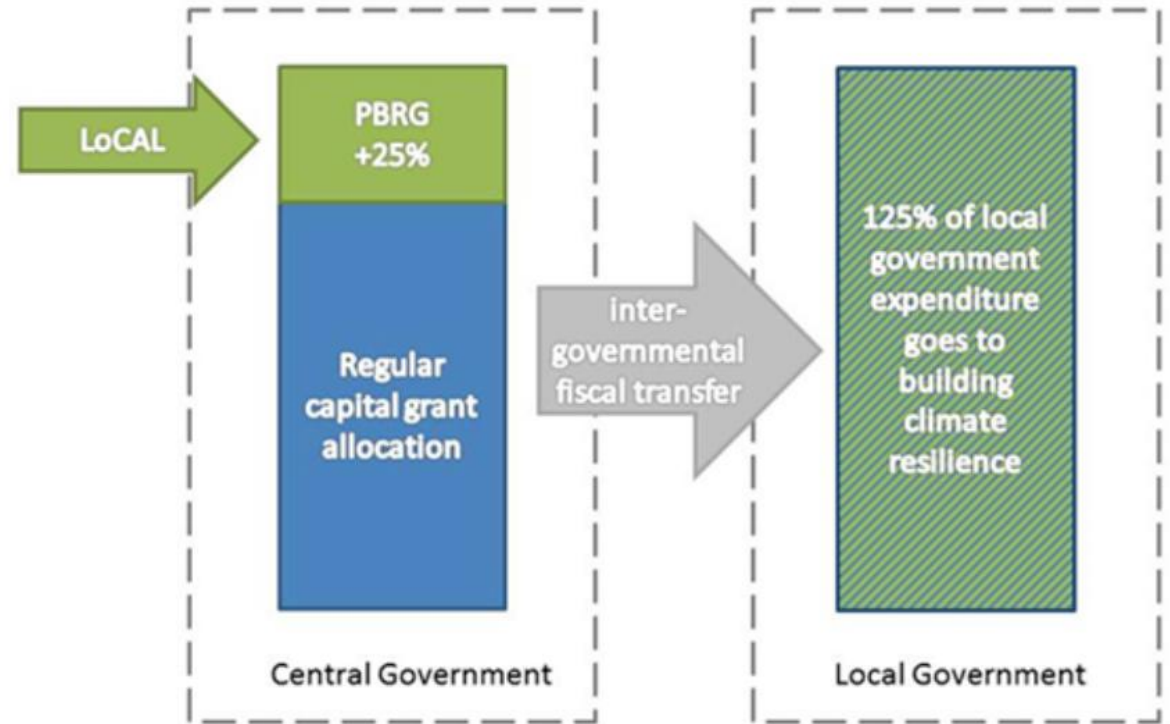 LoCAL
PBRG
+25%
Regular
capital grant
allocation
inter-
governmental
fiscal transfer
125% of local
government
expenditure
goes to
building
climate
resilience
Central Government
Local Government